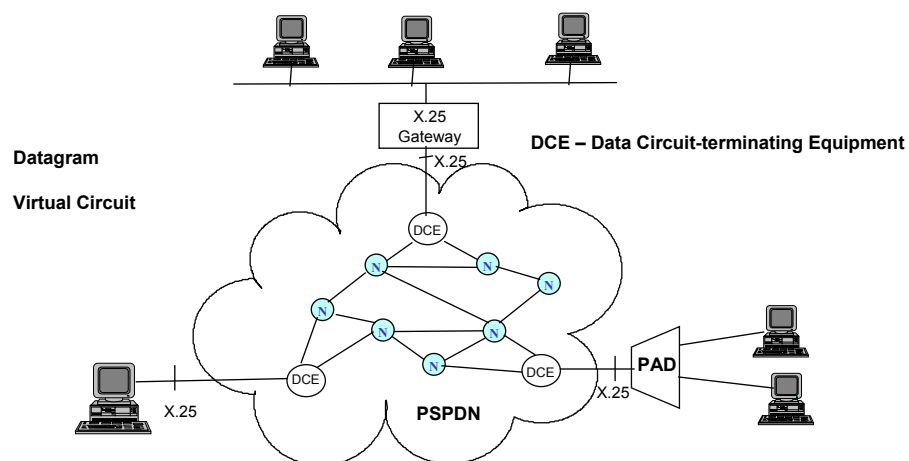 X.25
Gateway
DCE – Data Circuit-terminating Equipment
Datagram
X.25
Virtual Circuit
DCE
N
N
N
N
N
N
N
DCE
DCE
PAD
X.25
X.25
PSPDN